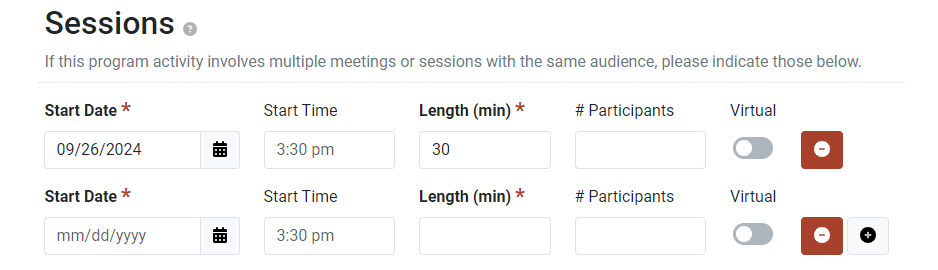 Sessions ?
If this program activity involves multiple meetings or sessions with the same audience, please indicate those below.
Start Date * Start Time Length (min) * # Participants Virtual
09/26/2024 3:30 pm 30
Start Date * Start Time Length (min) * # Participants Virtual
mm/dd/yyyy 3:30 pm